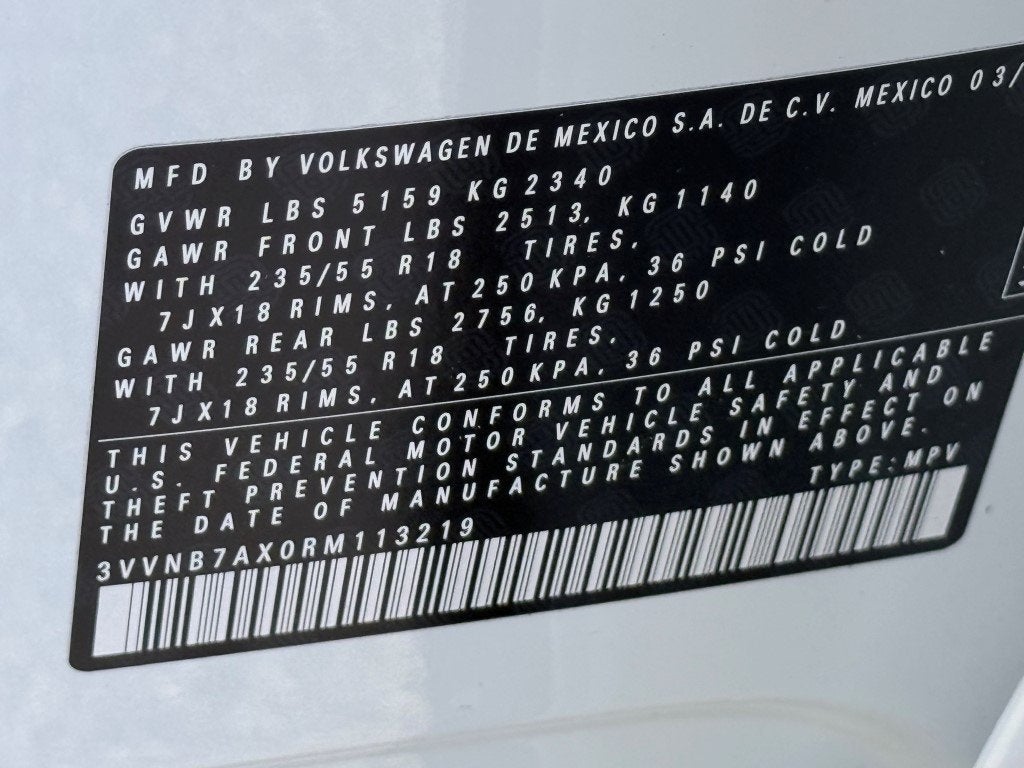 MFD BY VOLKSWAGEN DE MEXICO S.A. DE C.V. MEXICO 03/
GVWR LBS 5159 KG 2340
GAWR FRONT LBS 2513, KG 1140
WITH 235/55 R18 TIRES,
7JX18 RIMS, AT 250 KPA, 36 PSI COLD
GAWR REAR LBS 2756, KG 1250
WITH 235/55 R18 TIRES,
7JX18 RIMS, AT 250KPA, 36 PSI COLD
THIS VEHICLE CONFORMS TO ALL APPLICABLE
U.S. FEDERAL MOTOR VEHICLE SAFETY AND
THEFT PREVENTION STANDARDS IN EFFECT ON
THE DATE OF MANUFACTURE SHOWN ABOVE.
TYPE:MPV
3VVNB7AX0RM113219